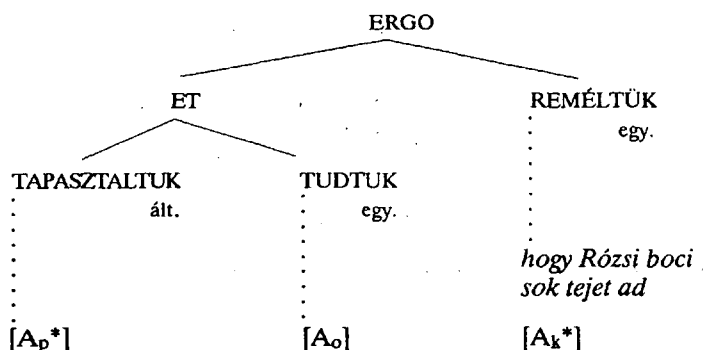 ERGO
ET REMÉLTÜK
egy.
TAPASZTALTUK TUDTUK
ált. egy.
hogy Rózsi boci
sok tejet ad
[Ap*] [Ao] [Ak*]